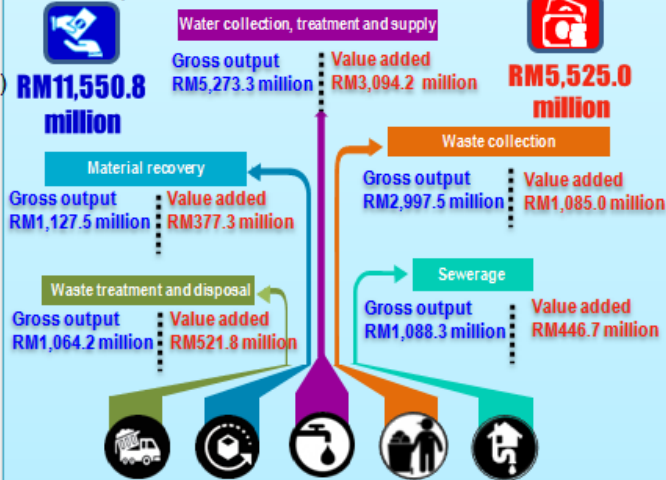 Water collection, treatment and supply
Gross output
RM5,273.3 million
Value added
RM3,094.2 million
)
RM11,550.8
million
RM5,525.0
million
Material recovery
Gross output
RM1,127.5 million
Value added
RM377.3 million
Waste collection
Gross output
RM2,997.5 million
Value added
RM1,085.0 million
Waste treatment and disposal
Gross output
RM1,064.2 million
Value added
RM521.8 million
Sewerage
Gross output
RM1,088.3 million
Value added
RM446.7 million